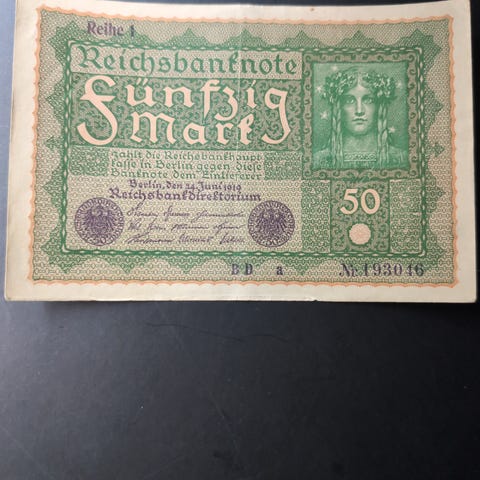 Reihe 1
Reichsbanknote
Fünfzig
Mark
50
Zahlt die Reichsbankhaupt
kasse in Berlin gegen diese
Banknote dem Einlieferer
Berlin, den 24. Juni 1919
Reichsbankdirektorium
BD a
Nr. 193046